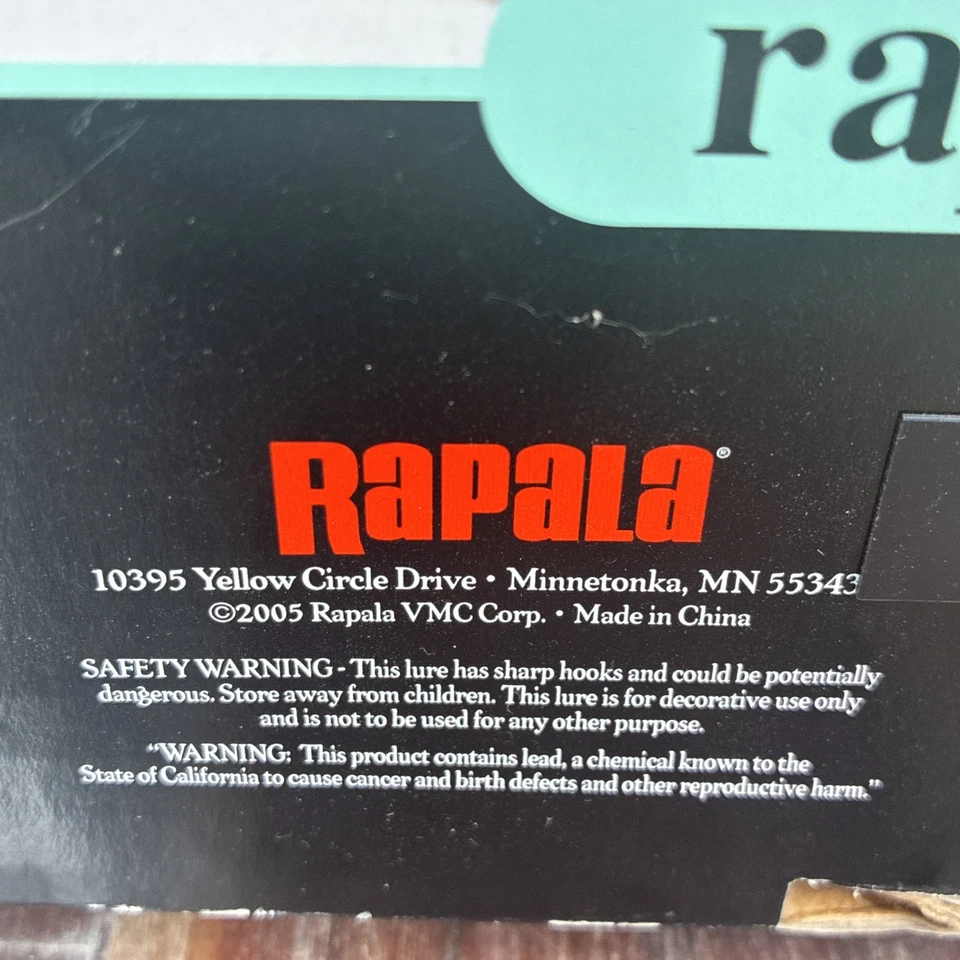 ra
RAPALA®
10395 Yellow Circle Drive • Minnetonka, MN 55343
©2005 Rapala VMC Corp. • Made in China
SAFETY WARNING - This lure has sharp hooks and could be potentially
dangerous. Store away from children. This lure is for decorative use only
and is not to be used for any other purpose.
"WARNING: This product contains lead, a chemical known to the
State of California to cause cancer and birth defects and other reproductive harm."